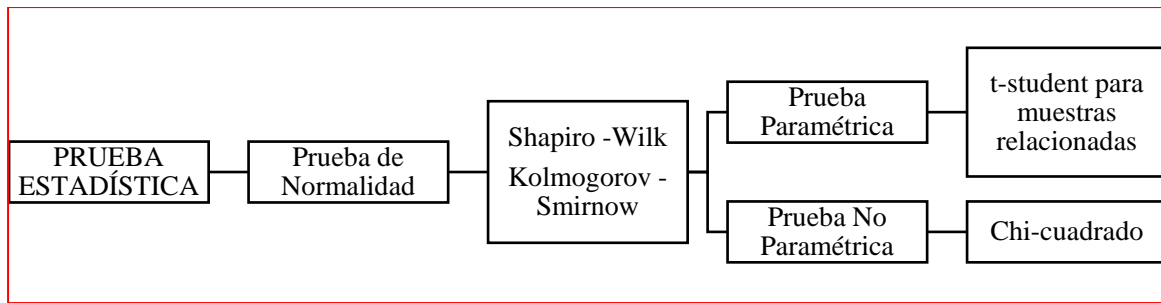 PRUEBA
ESTADÍSTICA
Prueba de
Normalidad
Shapiro -Wilk
Kolmogorov -
Smirnow
Prueba
Paramétrica
t-student para
muestras
relacionadas
Prueba No
Paramétrica
Chi-cuadrado